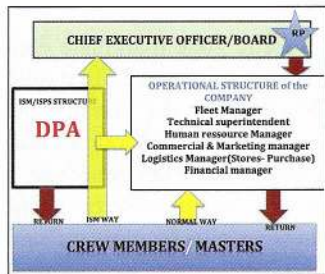 CHIEF EXECUTIVE OFFICER/BOARD
RP
ISM/ISPS STRUCTURE
DPA
OPERATIONAL STRUCTURE of the
COMPANY
Fleet Manager
Technical superintendent
Human ressource Manager
Commercial & Marketing manager
Logistics Manager(Stores- Purchase)
Financial manager
REYURN
ISM WAY
NORMAL WAY
RETURN
CREW MEMBERS/ MASTERS